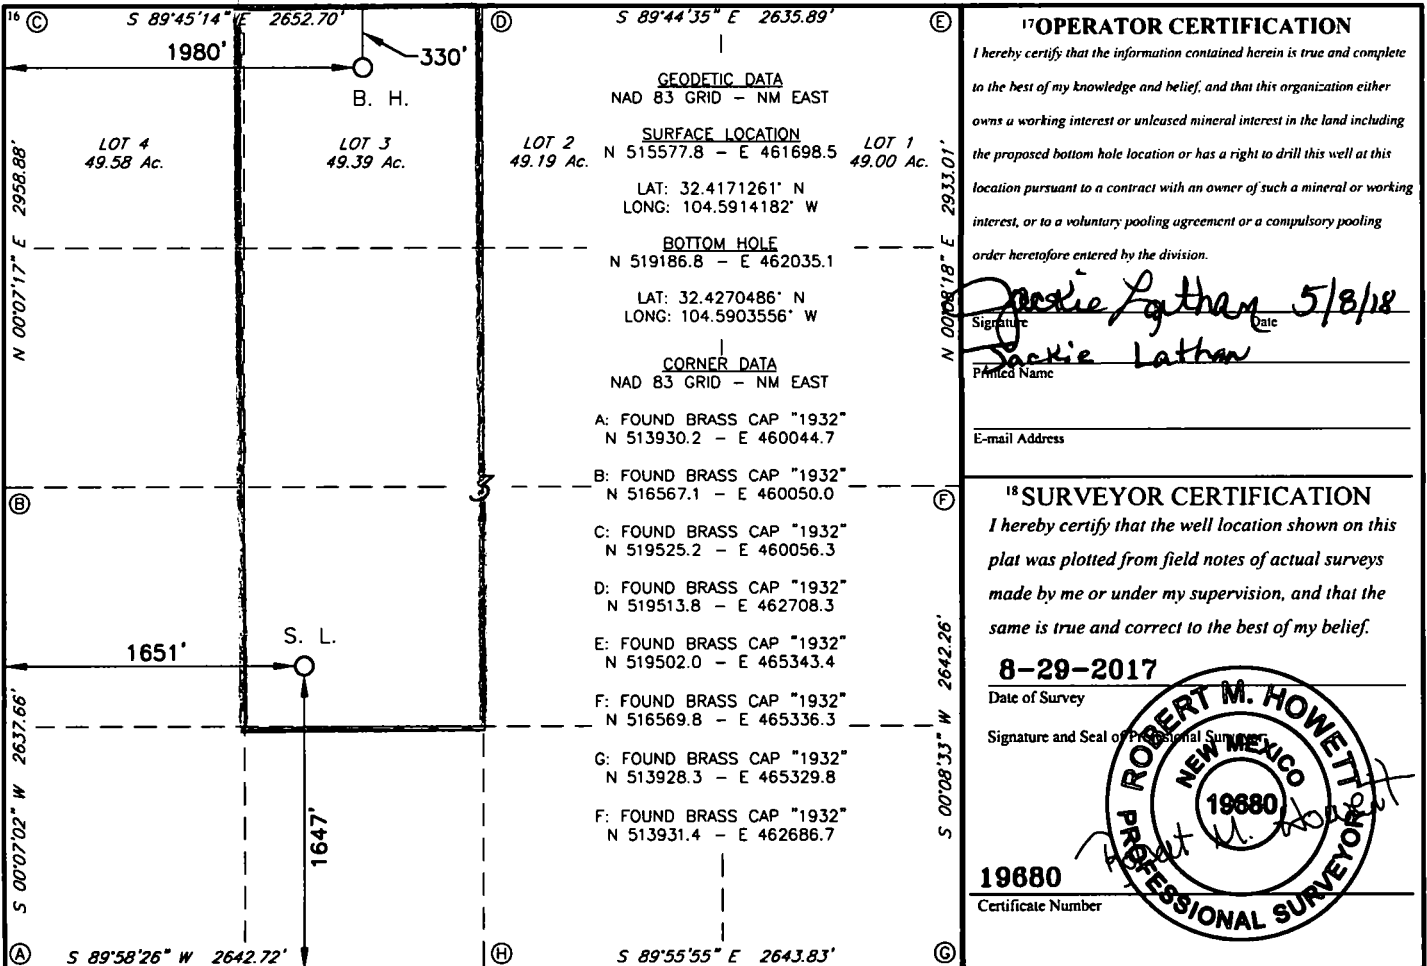 16 Ⓒ S 89°45'14" E 2652.70' Ⓓ S 89°44'35" E 2635.89' Ⓔ
1980'
330'
B. H.
LOT 4
49.58 Ac.
LOT 3
49.39 Ac.
LOT 2
49.19 Ac.
LOT 1
49.00 Ac.
N 00°07'17" E 2958.88'
N 00°08'18" E 2933.01'
GEODETIC DATA
NAD 83 GRID - NM EAST
SURFACE LOCATION
N 515577.8 - E 461698.5
LAT: 32.4171261° N
LONG: 104.5914182° W
BOTTOM HOLE
N 519186.8 - E 462035.1
LAT: 32.4270486° N
LONG: 104.5903556° W
CORNER DATA
NAD 83 GRID - NM EAST
A: FOUND BRASS CAP "1932"
N 513930.2 - E 460044.7
B: FOUND BRASS CAP "1932"
N 516567.1 - E 460050.0
C: FOUND BRASS CAP "1932"
N 519525.2 - E 460056.3
D: FOUND BRASS CAP "1932"
N 519513.8 - E 462708.3
E: FOUND BRASS CAP "1932"
N 519502.0 - E 465343.4
F: FOUND BRASS CAP "1932"
N 516569.8 - E 465336.3
G: FOUND BRASS CAP "1932"
N 513928.3 - E 465329.8
F: FOUND BRASS CAP "1932"
N 513931.4 - E 462686.7
Ⓑ
3
Ⓕ
S. L.
1651'
1647'
S 00°07'02" W 2637.66'
S 00°08'33" W 2642.26'
Ⓐ S 89°58'26" W 2642.72' Ⓗ S 89°55'55" E 2643.83' Ⓖ
17 OPERATOR CERTIFICATION
I hereby certify that the information contained herein is true and complete
to the best of my knowledge and belief, and that this organization either
owns a working interest or unleased mineral interest in the land including
the proposed bottom hole location or has a right to drill this well at this
location pursuant to a contract with an owner of such a mineral or working
interest, or to a voluntary pooling agreement or a compulsory pooling
order heretofore entered by the division.
Jackie Lathan 5/8/18
Signature Date
Jackie Lathan
Printed Name
E-mail Address
18 SURVEYOR CERTIFICATION
I hereby certify that the well location shown on this
plat was plotted from field notes of actual surveys
made by me or under my supervision, and that the
same is true and correct to the best of my belief.
8-29-2017
Date of Survey
Signature and Seal of Professional Surveyor:
ROBERT M. HOWETT
NEW MEXICO
19680
PROFESSIONAL SURVEYOR
Robert M. Howett
19680
Certificate Number